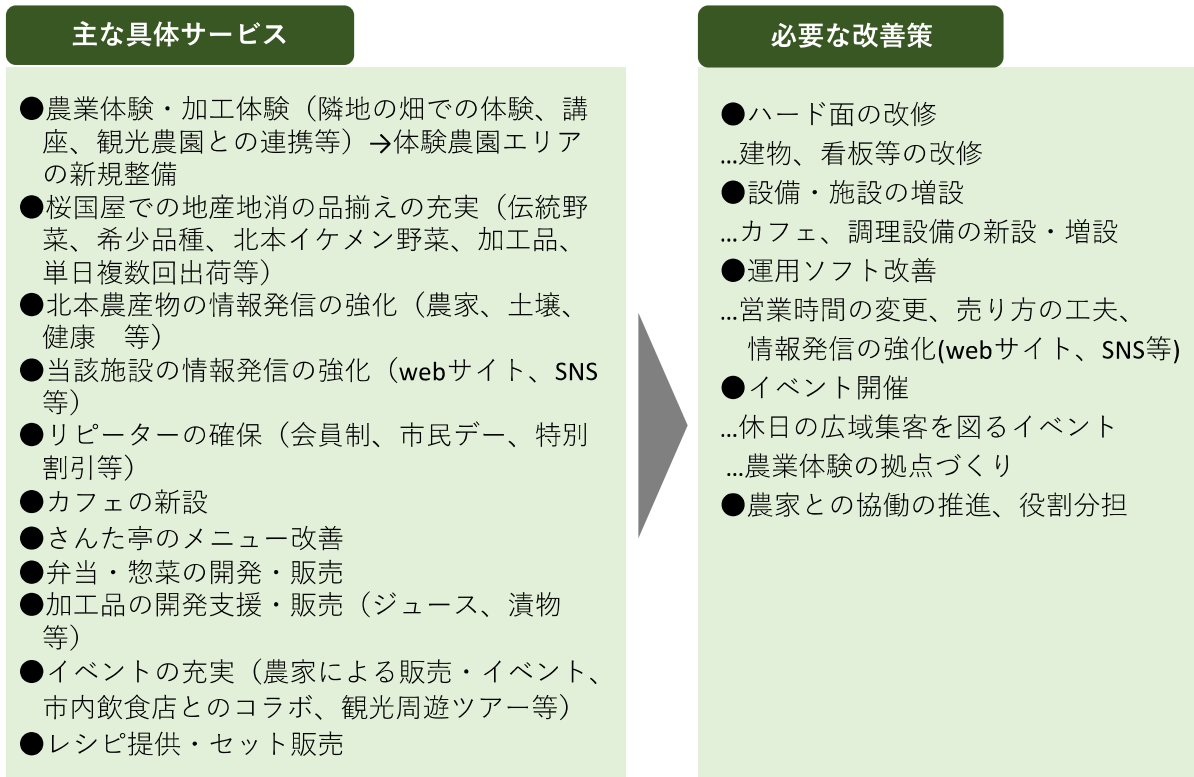 主な具体サービス
●農業体験・加工体験（隣地の畑での体験、講
座、観光農園との連携等）→体験農園エリア
の新規整備
●桜国屋での地産地消の品揃えの充実（伝統野
菜、希少品種、北本イケメン野菜、加工品、
単日複数回出荷等）
●北本農産物の情報発信の強化（農家、土壌、
健康　等）
●当該施設の情報発信の強化（webサイト、SNS
等）
●リピーターの確保（会員制、市民デー、特別
割引等）
●カフェの新設
●さんた亭のメニュー改善
●弁当・惣菜の開発・販売
●加工品の開発支援・販売（ジュース、漬物
等）
●イベントの充実（農家による販売・イベント、
市内飲食店とのコラボ、観光周遊ツアー等）
●レシピ提供・セット販売
必要な改善策
●ハード面の改修
…建物、看板等の改修
●設備・施設の増設
…カフェ、調理設備の新設・増設
●運用ソフト改善
…営業時間の変更、売り方の工夫、
情報発信の強化(webサイト、SNS等)
●イベント開催
…休日の広域集客を図るイベント
…農業体験の拠点づくり
●農家との協働の推進、役割分担